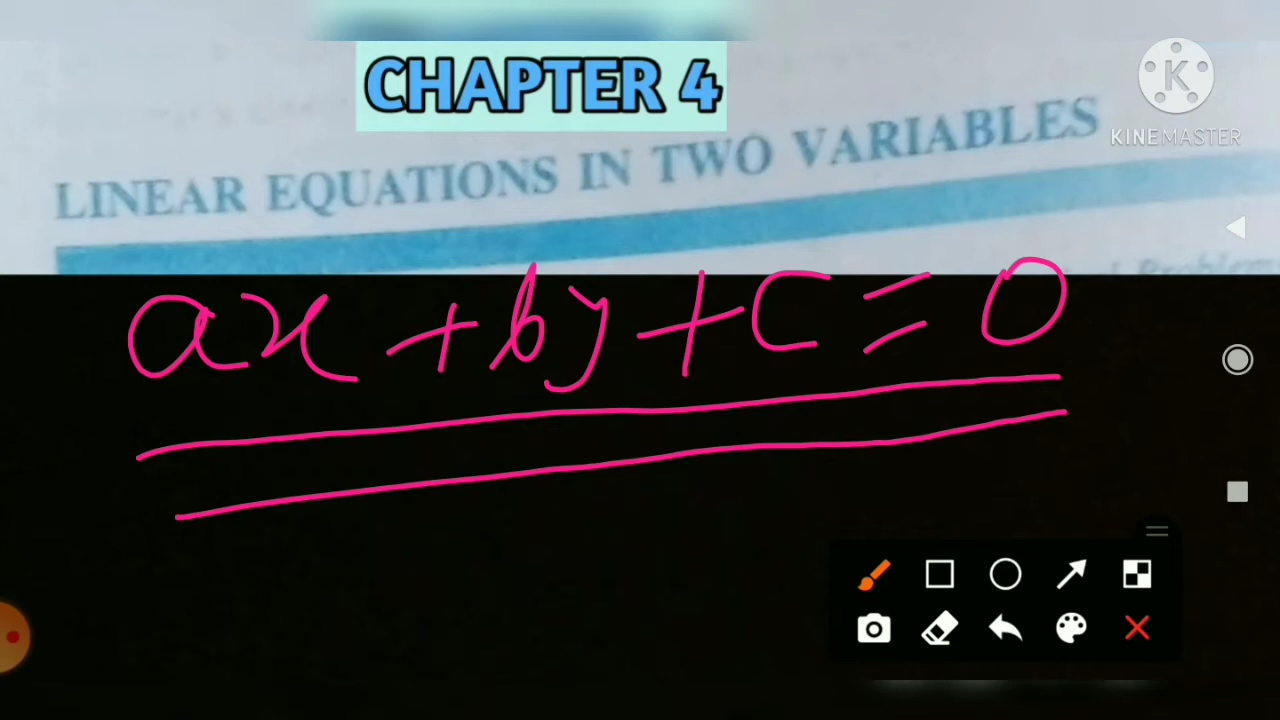 CHAPTER 4
KINEMASTER
LINEAR EQUATIONS IN TWO VARIABLES
ax + by + c = 0